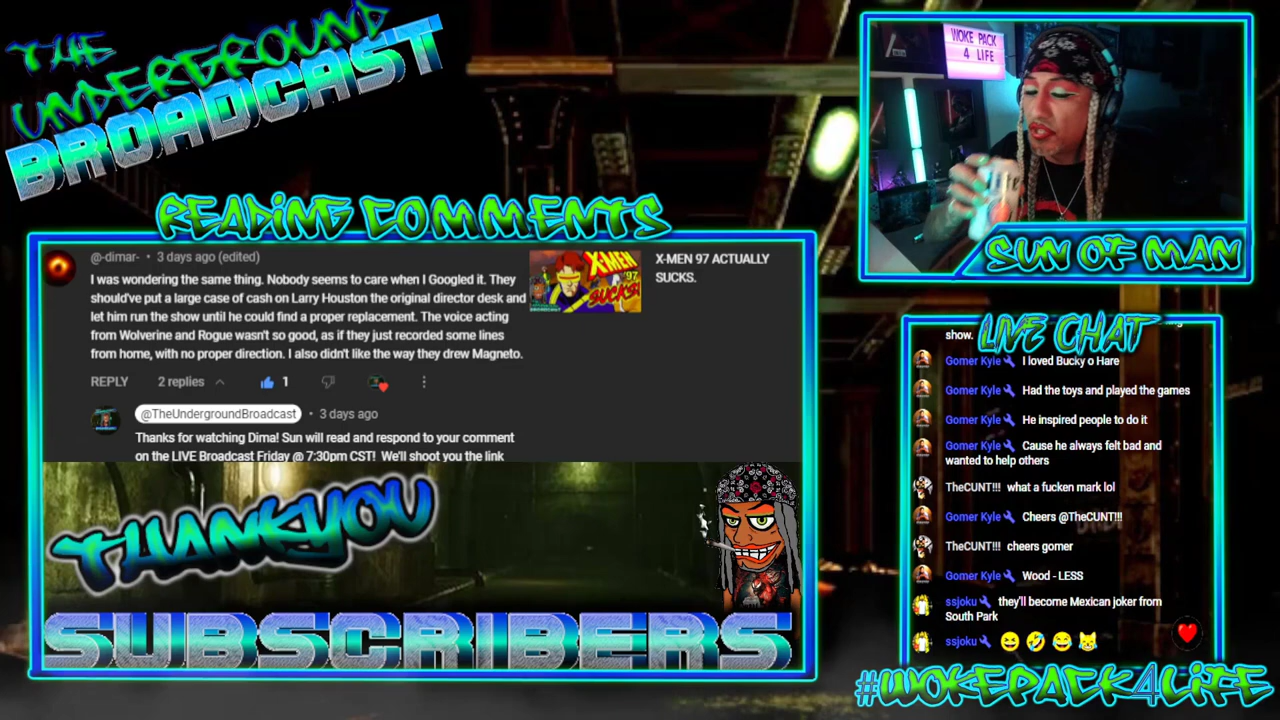 THE
UNDERGROUND
BROADCAST
READING COMMENTS
@-dimar- • 3 days ago (edited)
I was wondering the same thing. Nobody seems to care when I Googled it. They
should've put a large case of cash on Larry Houston the original director desk and
let him run the show until he could find a proper replacement. The voice acting
from Wolverine and Rogue wasn't so good, as if they just recorded some lines
from home, with no proper direction. I also didn't like the way they drew Magneto.
REPLY 2 replies 1
@TheUndergroundBroadcast • 3 days ago
Thanks for watching Dima! Sun will read and respond to your comment
on the LIVE Broadcast Friday @ 7:30pm CST! We'll shoot you the link
X-MEN '97
SUCKS!
X-MEN 97 ACTUALLY
SUCKS.
THANKYOU
SUBSCRIBERS
WOKE PACK
4 LIFE
SUN OF MAN
LIVE CHAT
show.
Gomer Kyle I loved Bucky o Hare
Gomer Kyle Had the toys and played the games
Gomer Kyle He inspired people to do it
Gomer Kyle Cause he always felt bad and
wanted to help others
TheCUNT!!! what a fucken mark lol
Gomer Kyle Cheers @TheCUNT!!!
TheCUNT!!! cheers gomer
Gomer Kyle Wood - LESS
ssjoku they'll become Mexican joker from
South Park
ssjoku 😆 🤣 😂 😹
#WOKEPACK4LIFE